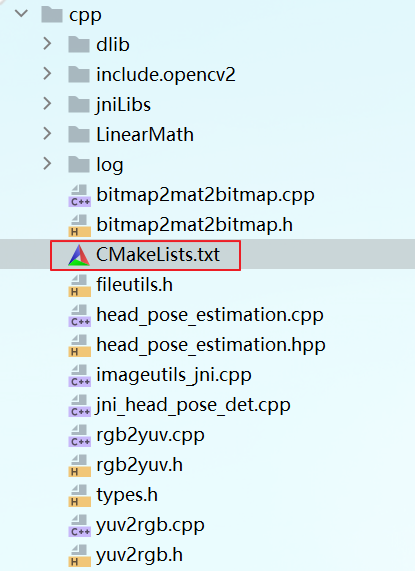 cpp
dlib
include.opencv2
jniLibs
LinearMath
log
bitmap2mat2bitmap.cpp
bitmap2mat2bitmap.h
CMakeLists.txt
fileutils.h
head_pose_estimation.cpp
head_pose_estimation.hpp
imageutils_jni.cpp
jni_head_pose_det.cpp
rgb2yuv.cpp
rgb2yuv.h
types.h
yuv2rgb.cpp
yuv2rgb.h